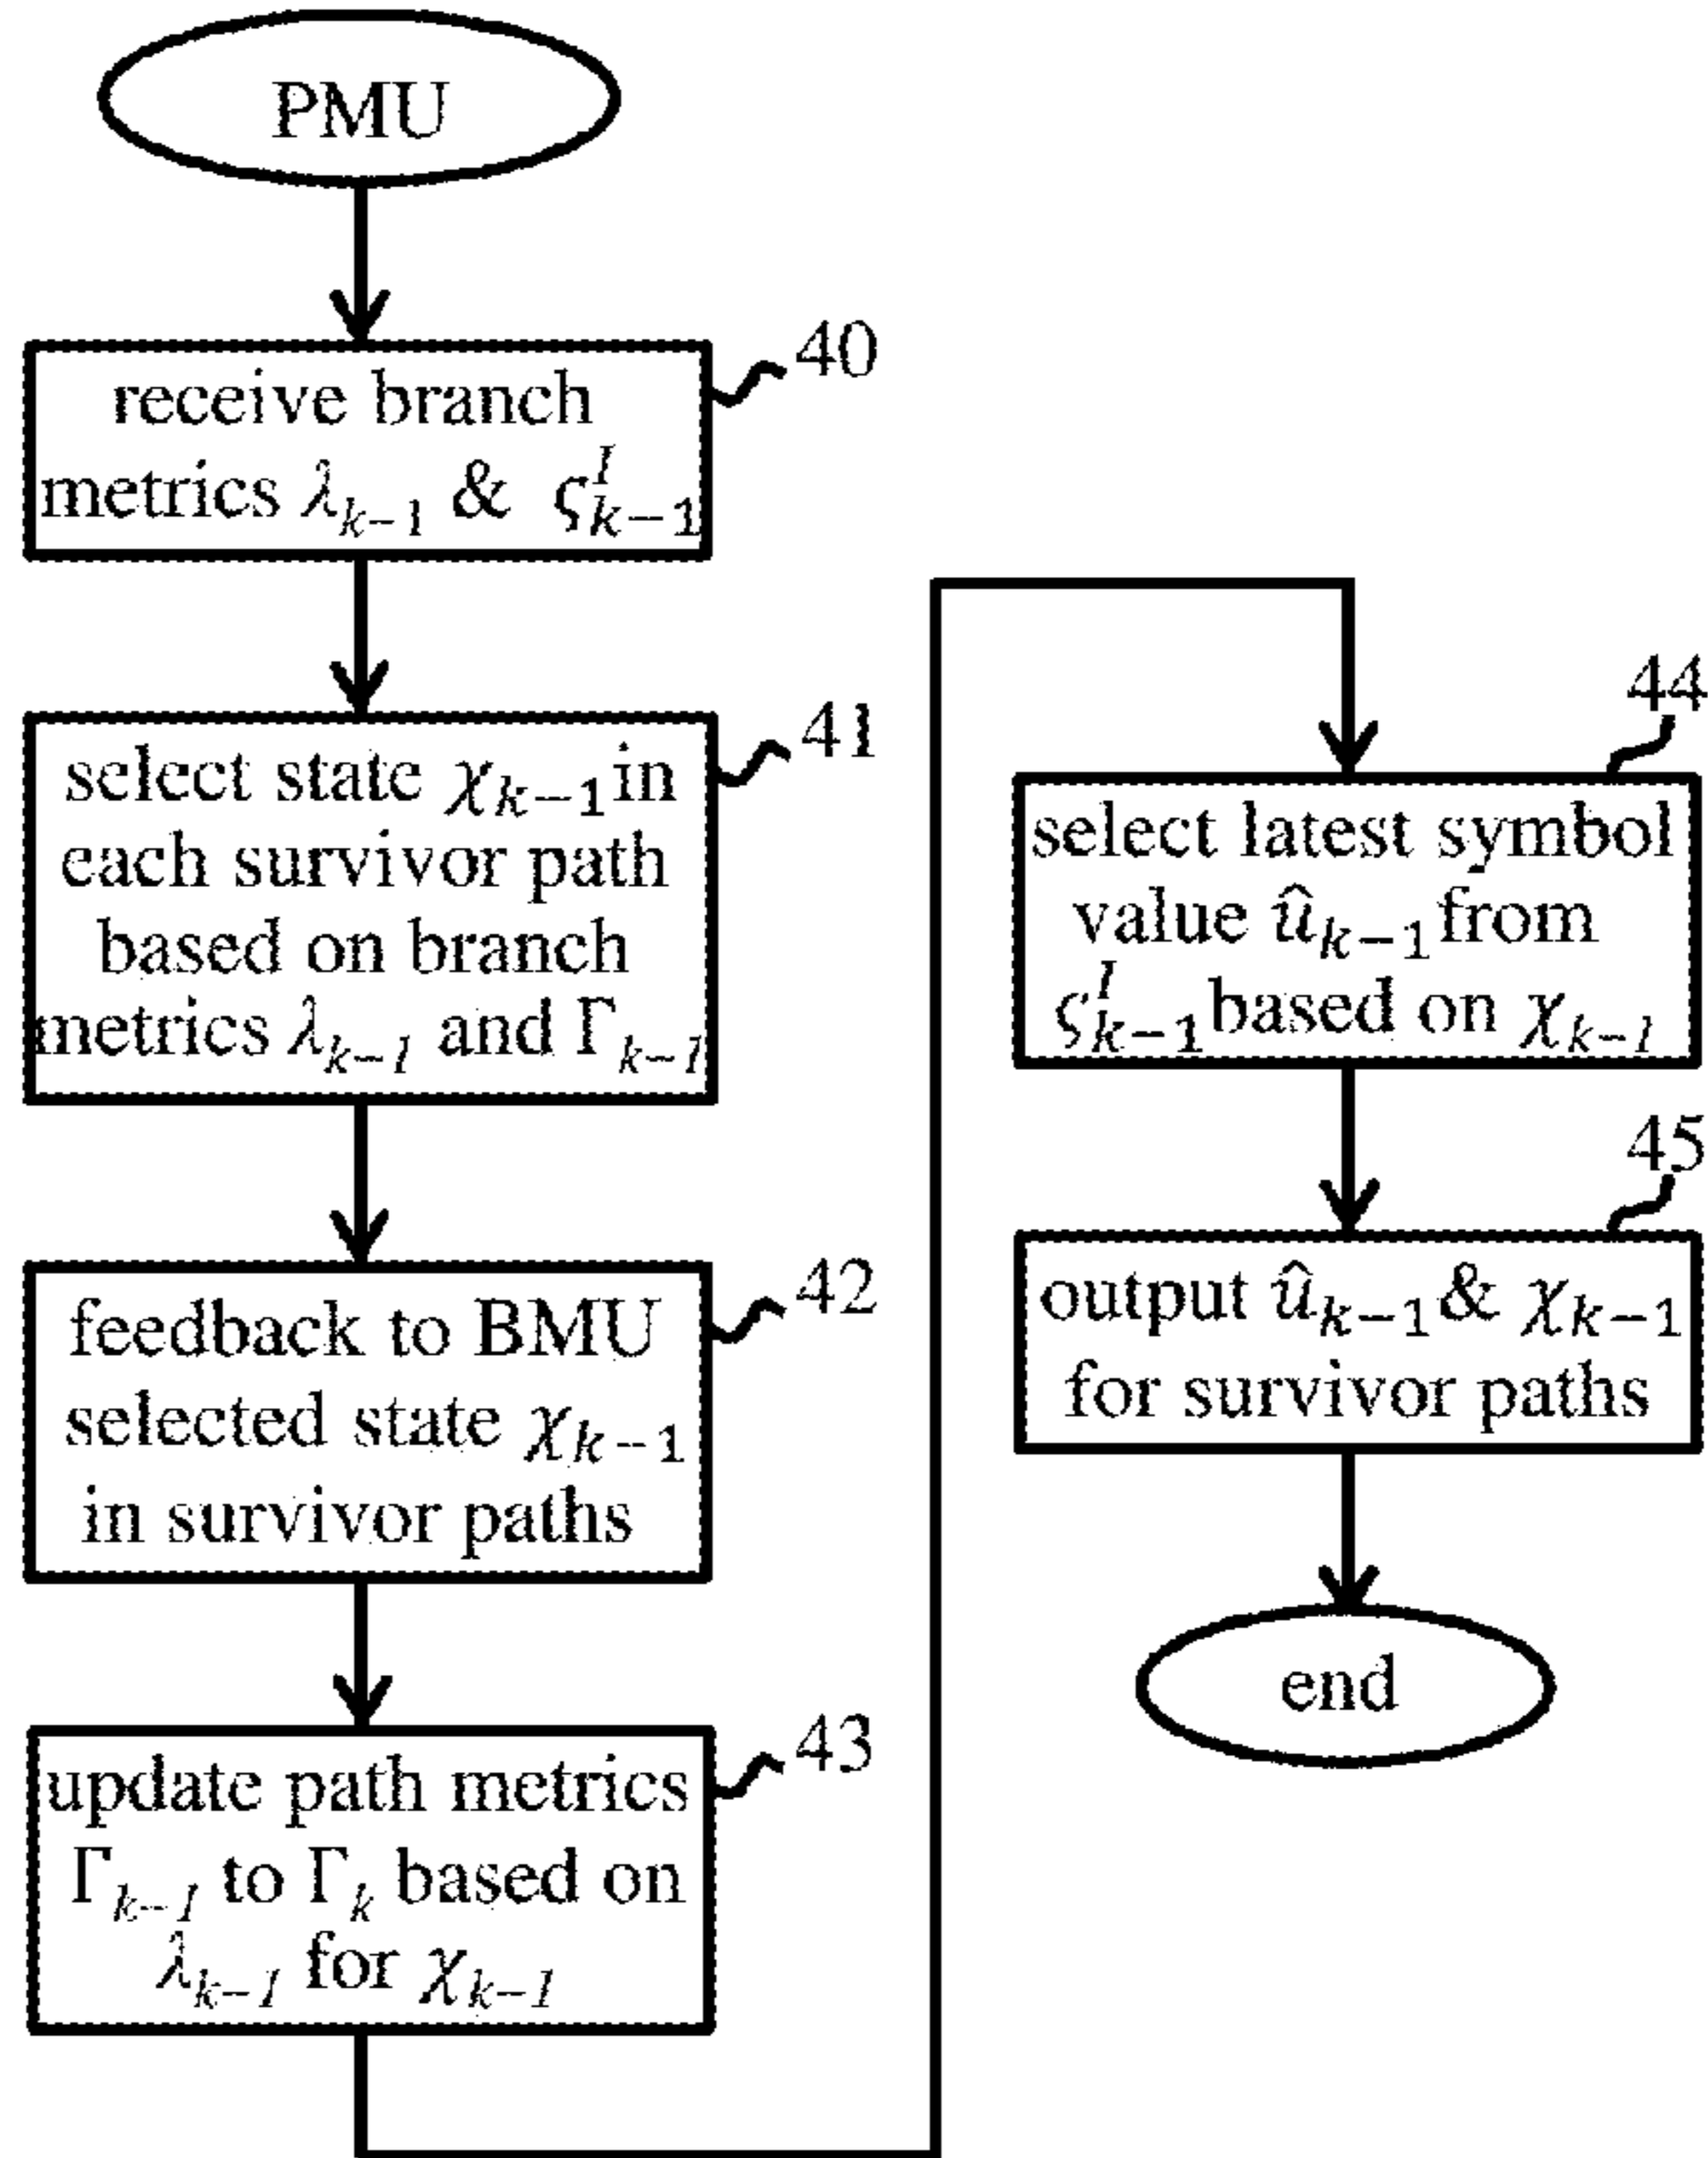 PMU
40
receive branch
metrics λₖ₋₁ & ςᴵₖ₋₁
41
select state χₖ₋₁ in
each survivor path
based on branch
metrics λₖ₋₁ and Γₖ₋₁
42
feedback to BMU
selected state χₖ₋₁
in survivor paths
43
update path metrics
Γₖ₋₁ to Γₖ based on
λₖ₋₁ for χₖ₋₁
44
select latest symbol
value ûₖ₋₁ from
ςᴵₖ₋₁ based on χₖ₋₁
45
output ûₖ₋₁ & χₖ₋₁
for survivor paths
end